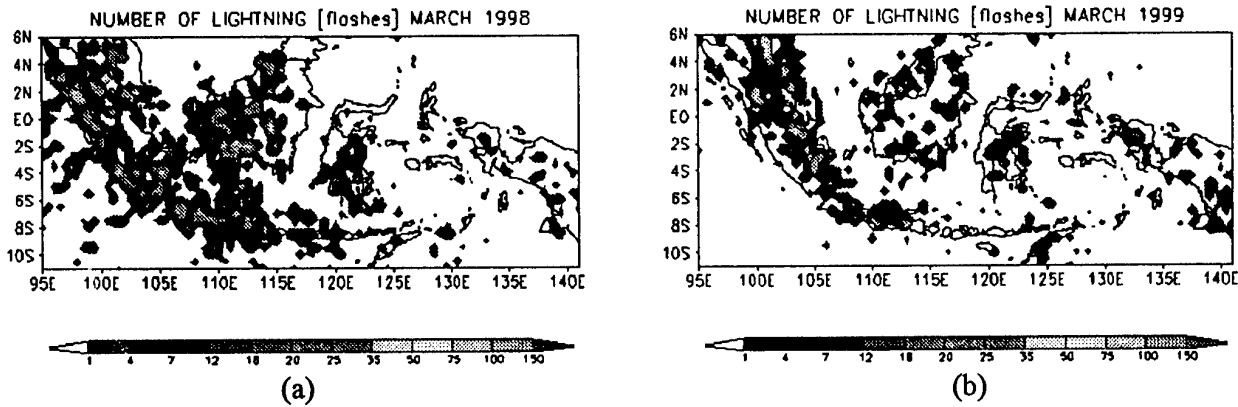 NUMBER OF LIGHTNING [flashes] MARCH 1998
6N
4N
2N
EQ
2S
4S
6S
8S
10S
95E 100E 105E 110E 115E 120E 125E 130E 135E 140E
1 4 7 12 18 20 25 35 50 75 100 150
(a)
NUMBER OF LIGHTNING [flashes] MARCH 1999
6N
4N
2N
EQ
2S
4S
6S
8S
10S
95E 100E 105E 110E 115E 120E 125E 130E 135E 140E
1 4 7 12 18 20 25 35 50 75 100 150
(b)